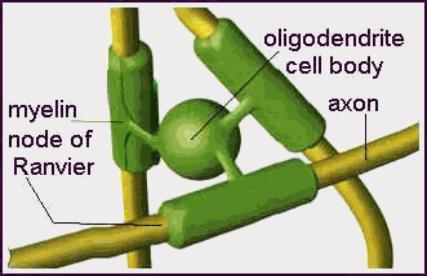 oligodendrite
cell body
axon
myelin
node of
Ranvier